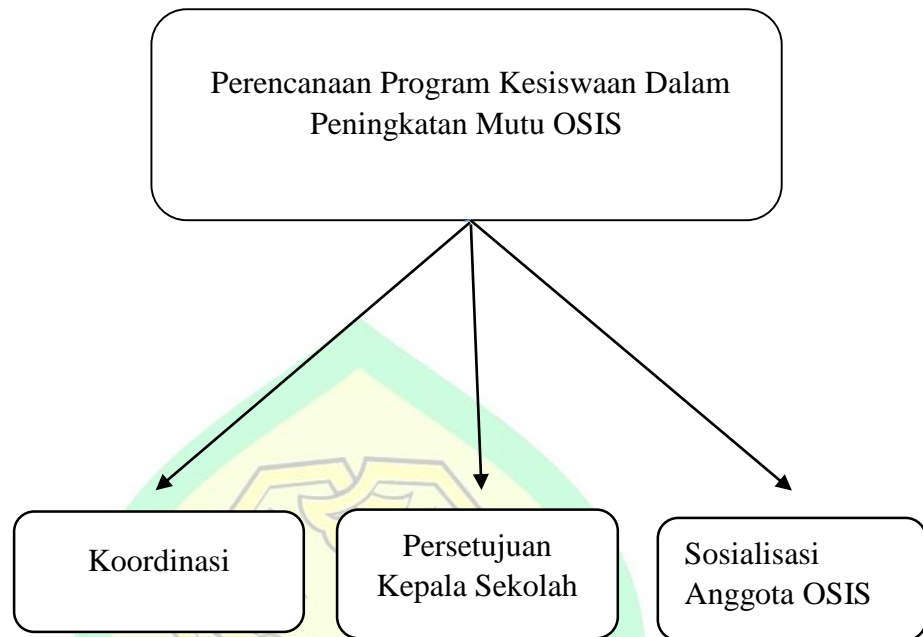 Perencanaan Program Kesiswaan Dalam
Peningkatan Mutu OSIS
Koordinasi
Persetujuan
Kepala Sekolah
Sosialisasi
Anggota OSIS